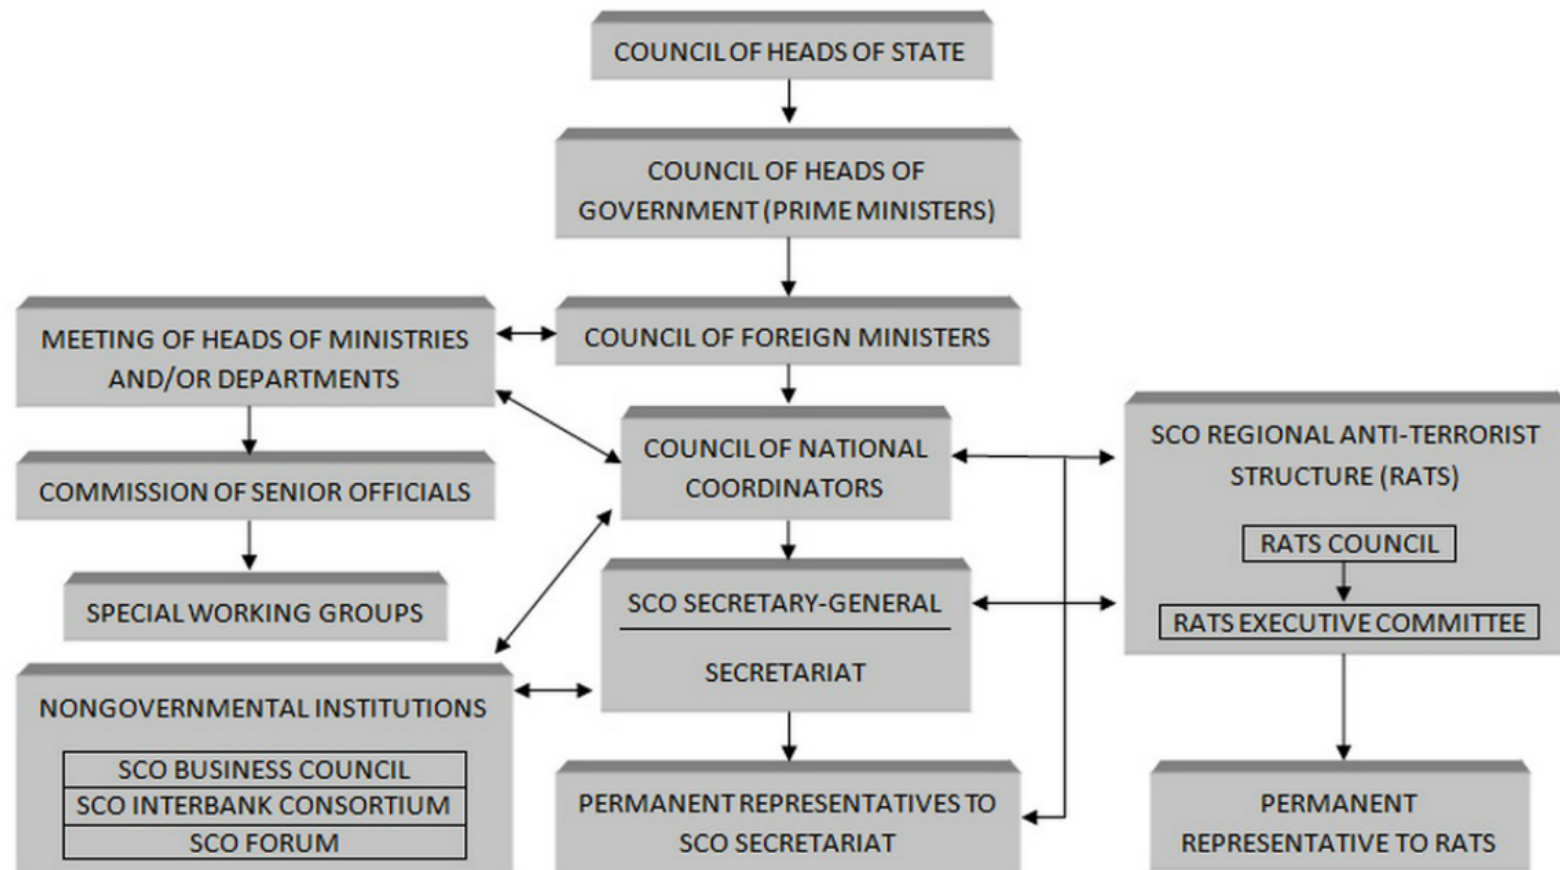 COUNCIL OF HEADS OF STATE
COUNCIL OF HEADS OF
GOVERNMENT (PRIME MINISTERS)
MEETING OF HEADS OF MINISTRIES
AND/OR DEPARTMENTS
COUNCIL OF FOREIGN MINISTERS
COMMISSION OF SENIOR OFFICIALS
COUNCIL OF NATIONAL
COORDINATORS
SCO REGIONAL ANTI-TERRORIST
STRUCTURE (RATS)
RATS COUNCIL
RATS EXECUTIVE COMMITTEE
SPECIAL WORKING GROUPS
SCO SECRETARY-GENERAL
SECRETARIAT
NONGOVERNMENTAL INSTITUTIONS
SCO BUSINESS COUNCIL
SCO INTERBANK CONSORTIUM
SCO FORUM
PERMANENT REPRESENTATIVES TO
SCO SECRETARIAT
PERMANENT
REPRESENTATIVE TO RATS